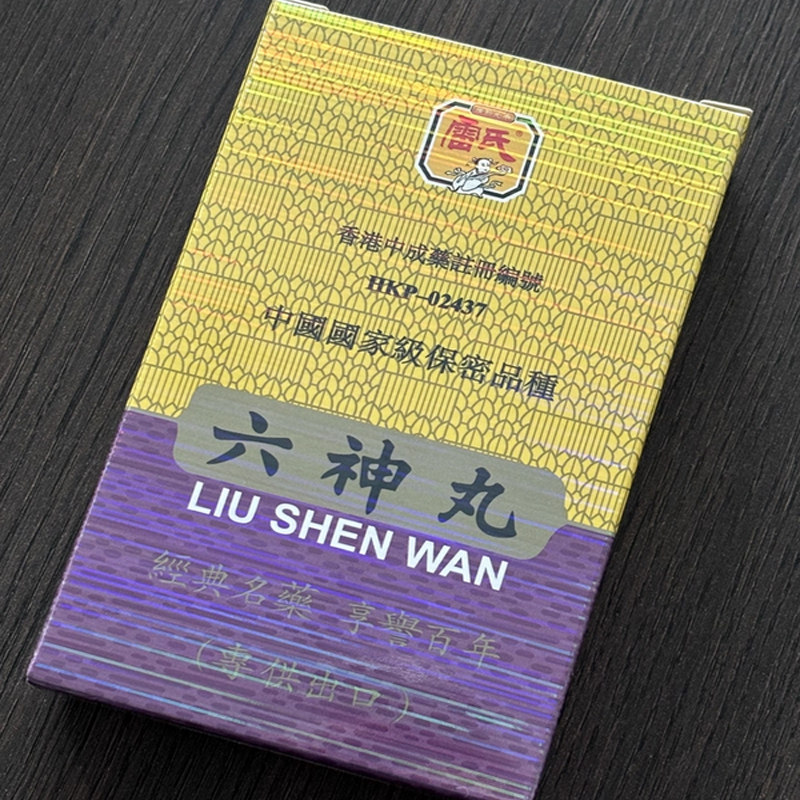 雷氏®
香港中成藥註冊編號
HKP-02437
中國國家級保密品種
六神丸
LIU SHEN WAN
經典名藥 享譽百年
(專供出口)